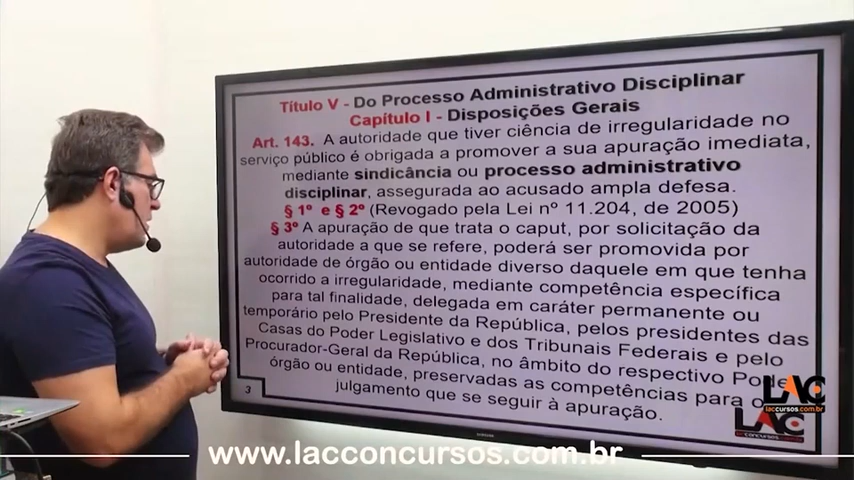 Título V - Do Processo Administrativo Disciplinar
Capítulo I - Disposições Gerais
Art. 143. A autoridade que tiver ciência de irregularidade no
serviço público é obrigada a promover a sua apuração imediata,
mediante sindicância ou processo administrativo
disciplinar, assegurada ao acusado ampla defesa.
§ 1º e § 2º (Revogado pela Lei nº 11.204, de 2005)
§ 3º A apuração de que trata o caput, por solicitação da
autoridade a que se refere, poderá ser promovida por
autoridade de órgão ou entidade diverso daquele em que tenha
ocorrido a irregularidade, mediante competência específica
para tal finalidade, delegada em caráter permanente ou
temporário pelo Presidente da República, pelos presidentes das
Casas do Poder Legislativo e dos Tribunais Federais e pelo
Procurador-Geral da República, no âmbito do respectivo Poder,
órgão ou entidade, preservadas as competências para o
julgamento que se seguir à apuração.
3
LAC
laccursos.com.br
LAC
www.lacconcursos.com.br